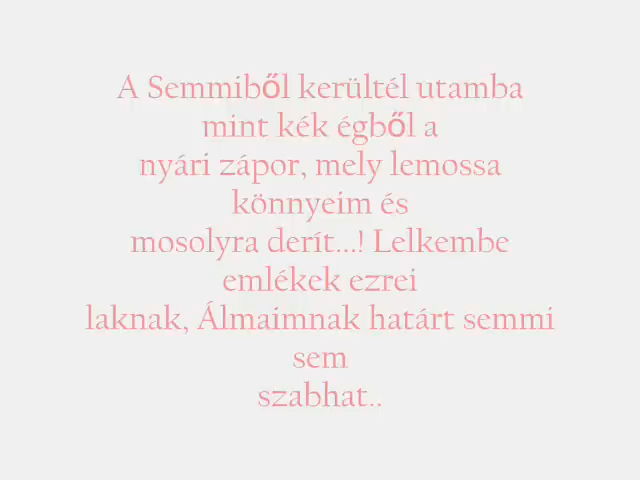 A Semmiből kerültél utamba
mint kék égből a
nyári zápor, mely lemossa
könnyeim és
mosolyra derít...! Lelkembe
emlékek ezrei
laknak, Álmaimnak határt semmi
sem
szabhat..